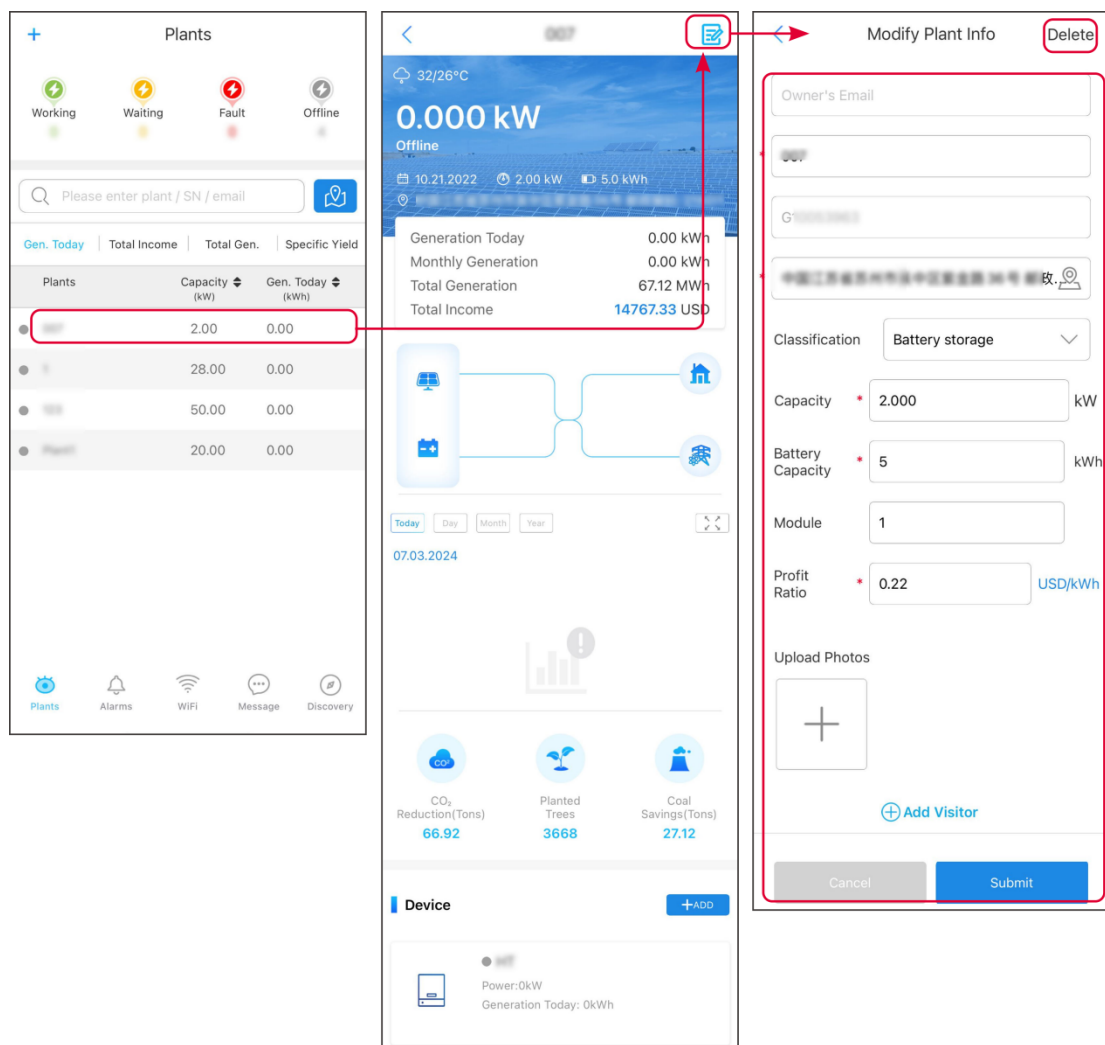 + Plants
Working Waiting Fault Offline
Please enter plant / SN / email
Gen. Today Total Income Total Gen. Specific Yield
Plants Capacity Gen. Today
(kW) (kWh)
2.00 0.00
28.00 0.00
50.00 0.00
20.00 0.00
Plants Alarms WiFi Message Discovery
32/26°C
0.000 kW
Offline
10.21.2022 2.00 kW 5.0 kWh
Generation Today 0.00 kWh
Monthly Generation 0.00 kWh
Total Generation 67.12 MWh
Total Income 14767.33 USD
Today Day Month Year
07.03.2024
CO₂
CO₂ Planted Coal
Reduction(Tons) Trees Savings(Tons)
66.92 3668 27.12
Device +ADD
Power:0kW
Generation Today: 0kWh
Modify Plant Info Delete
Owner's Email
* 007
*
Classification Battery storage
Capacity * 2.000 kW
Battery
Capacity * 5 kWh
Module 1
Profit
Ratio * 0.22 USD/kWh
Upload Photos
+
Add Visitor
Cancel Submit